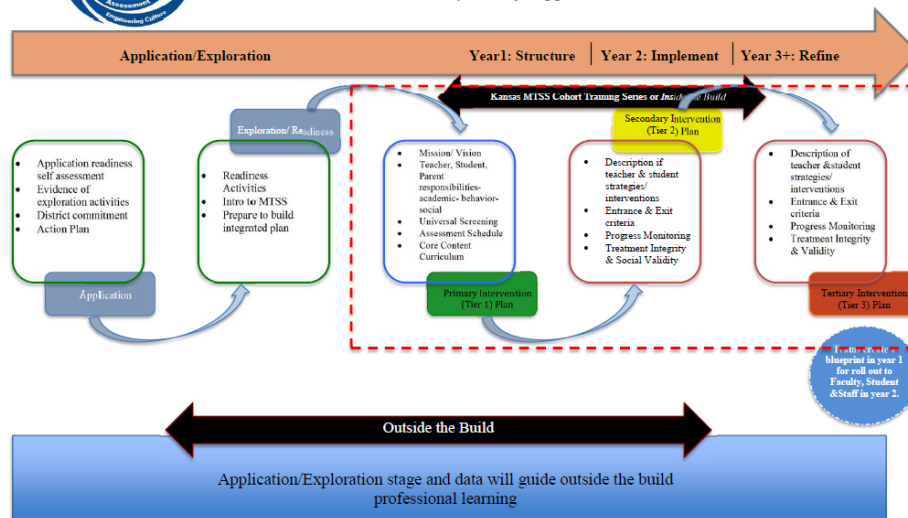 Assessment
Empowering Culture
Application/Exploration
Year1: Structure
Year 2: Implement
Year 3+: Refine
Kansas MTSS Cohort Training Series or Inside the Build
Exploration/ Readiness
Secondary Intervention
(Tier 2) Plan
Application readiness
self assessment
Evidence of
exploration activities
District commitment
Action Plan
Readiness
Activities
Intro to MTSS
Prepare to build
integrated plan
Mission/ Vision
Teacher, Student,
Parent
responsibilities-
academic- behavior-
social
Universal Screening
Assessment Schedule
Core Content
Curriculum
Description if
teacher & student
strategies/
interventions
Entrance & Exit
criteria
Progress Monitoring
Treatment Integrity
& Social Validity
Description of
teacher &student
strategies/
interventions
Entrance & Exit
criteria
Progress Monitoring
Treatment Integrity
& Validity
Application
Primary Intervention
(Tier 1) Plan
Tertiary Intervention
(Tier 3) Plan
blueprint in year 1
for roll out to
Faculty, Student
&Staff in year 2.
Outside the Build
Application/Exploration stage and data will guide outside the build
professional learning